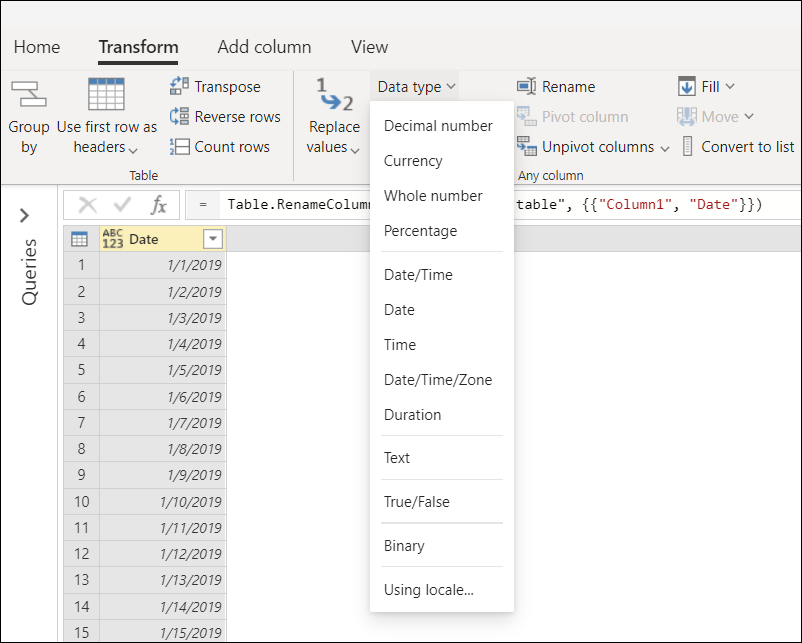 Home Transform Add column View
Group by
Use first row as headers
Transpose
Reverse rows
Count rows
Table
1 2
Replace values
Data type
Rename
Pivot column
Unpivot columns
Fill
Move
Convert to list
Any column
Decimal number
Currency
Whole number
Percentage
Date/Time
Date
Time
Date/Time/Zone
Duration
Text
True/False
Binary
Using locale...
fx = Table.RenameColumn table", {{"Column1", "Date"}})
Queries
ABC 123 Date
1 1/1/2019
2 1/2/2019
3 1/3/2019
4 1/4/2019
5 1/5/2019
6 1/6/2019
7 1/7/2019
8 1/8/2019
9 1/9/2019
10 1/10/2019
11 1/11/2019
12 1/12/2019
13 1/13/2019
14 1/14/2019
15 1/15/2019